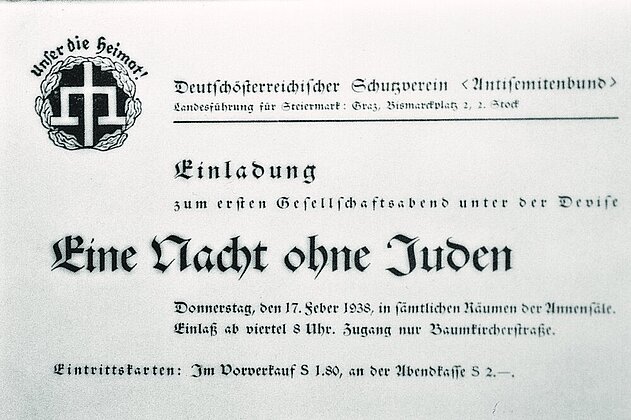 Unser die Heimat!
Deutschösterreichischer Schutzverein <Antisemitenbund>
Landesführung für Steiermark: Graz, Bismarckplatz 2, 2. Stock
Einladung
zum ersten Gesellschaftsabend unter der Devise
Eine Nacht ohne Juden
Donnerstag, den 17. Feber 1938, in sämtlichen Räumen der Annensäle.
Einlaß ab viertel 8 Uhr. Zugang nur Baumkircherstraße.
Eintrittskarten: Im Vorverkauf S 1.80, an der Abendkasse S 2.—.